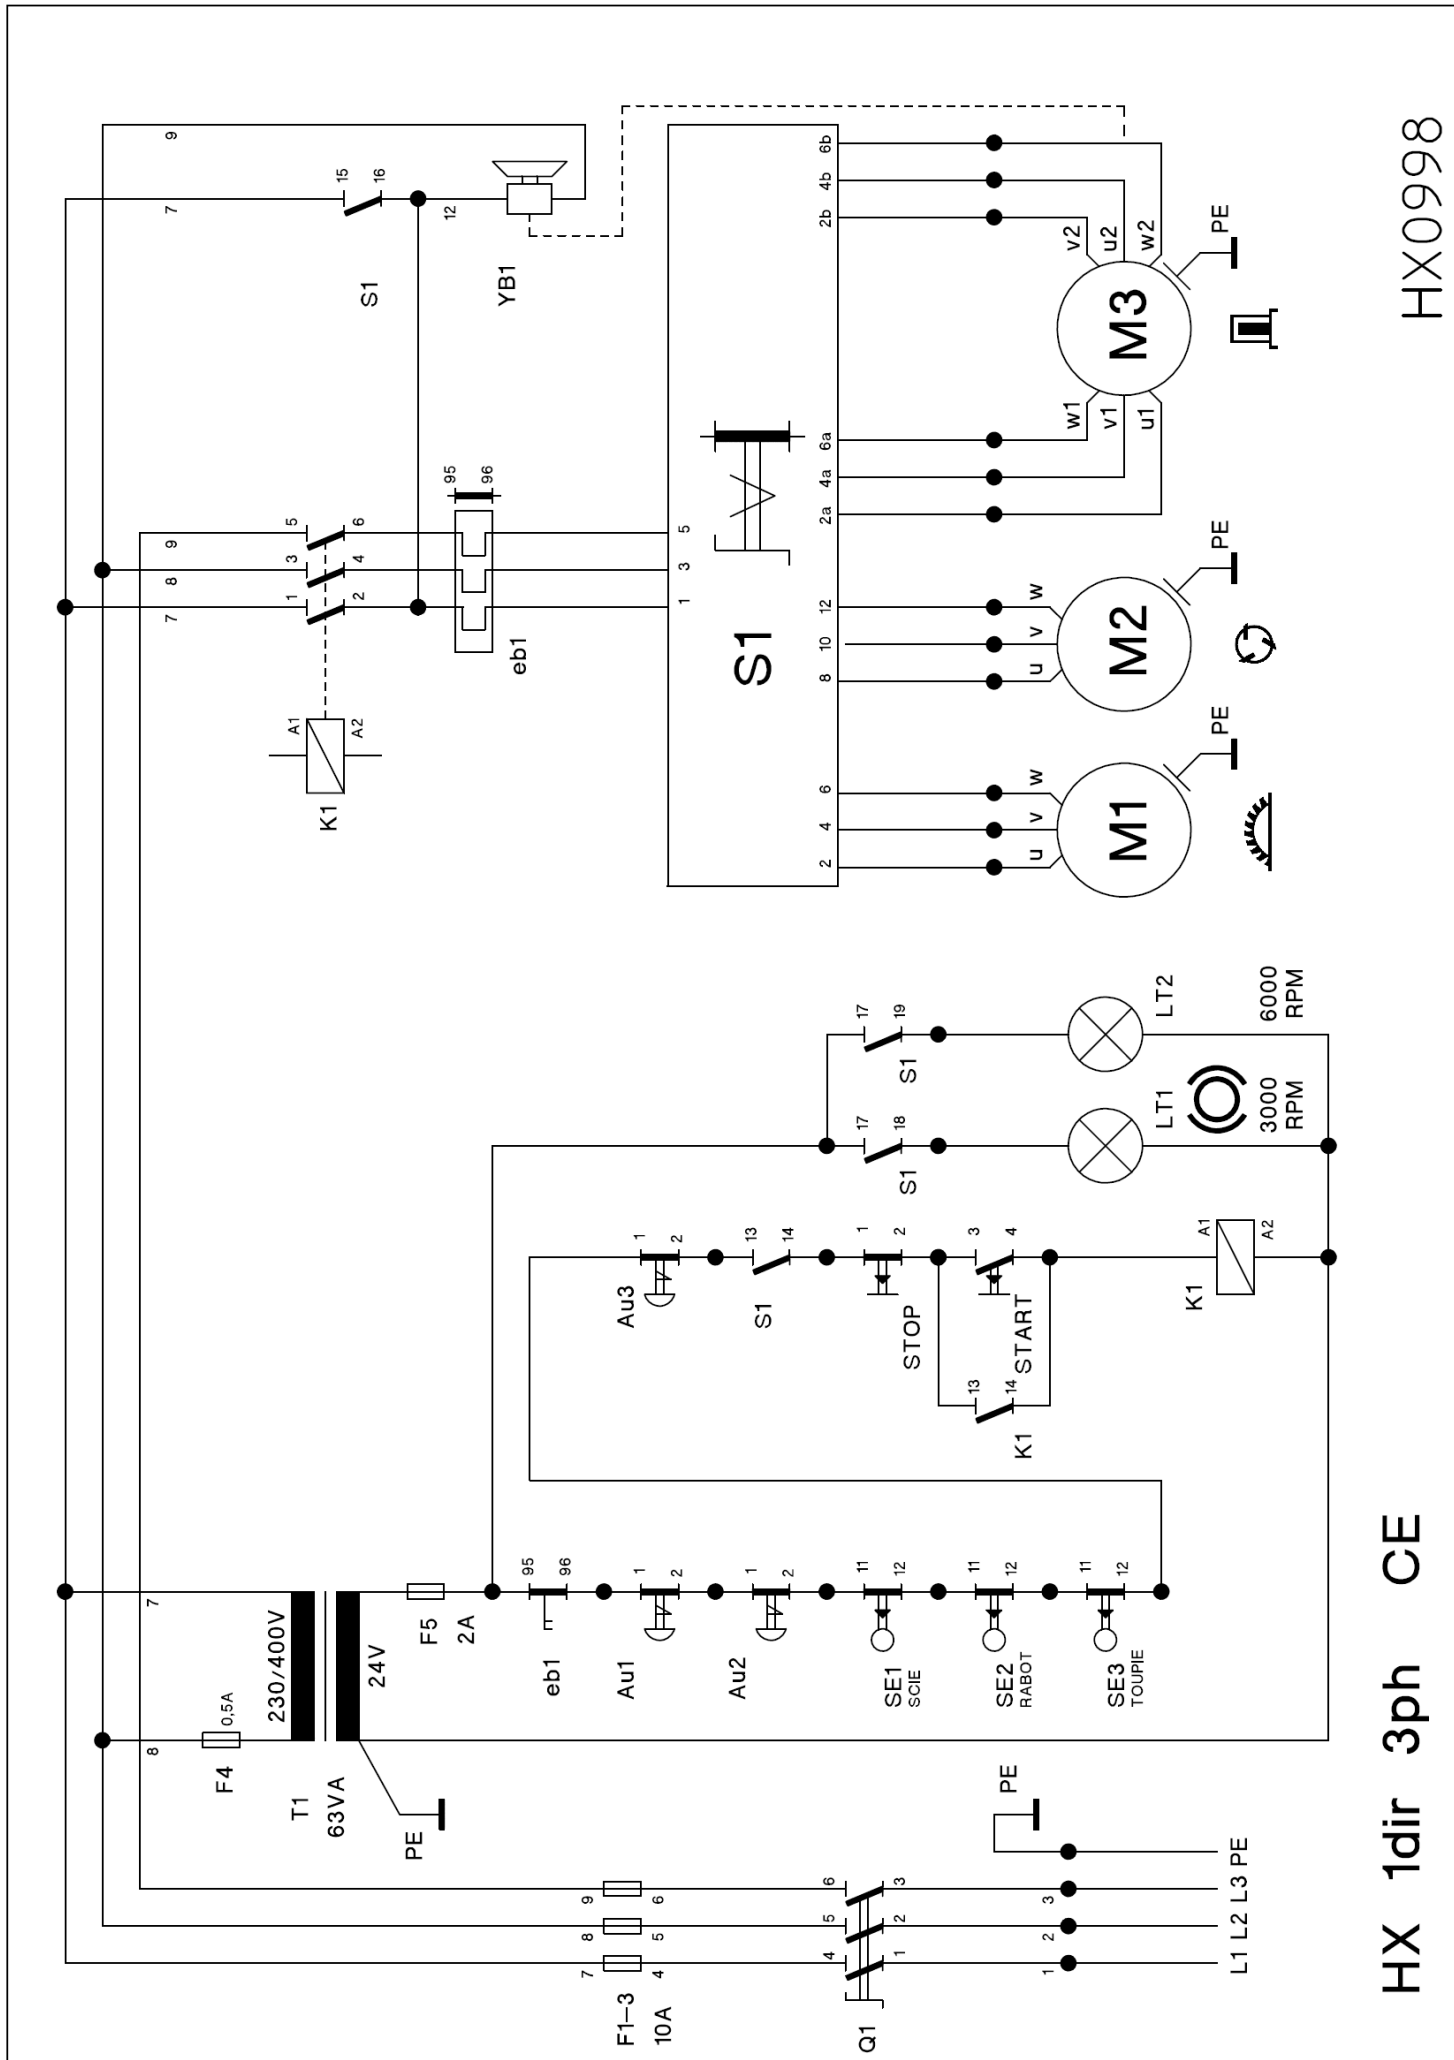 HX 1dir 3ph CE
HX0998
L1 L2 L3 PE
1 2 3
PE
Q1
1 2 3
4 5 6
F1-3
10A
4 5 6
7 8 9
8
F4
0,5A
7
T1
63VA
230/400V
24V
PE
F5
2A
eb1
95
96
Au1
1
2
Au2
1
2
SE1
SCIE
11
12
SE2
RABOT
11
12
SE3
TOUPIE
11
12
Au3
1
2
S1
13
14
STOP
1
2
START
3
4
K1
13
14
K1
A1
A2
S1
17
18
S1
17
19
LT1
3000
RPM
LT2
6000
RPM
K1
A1
A2
7 8 9
1 3 5
2 4 6
eb1
95
96
7
9
S1
15
16
12
YB1
1 3 5
S1
2 4 6
8 10 12
2a 4a 6a
2b 4b 6b
u v w
M1
PE
u v w
M2
PE
w1
v1
u1
v2
u2
w2
M3
PE